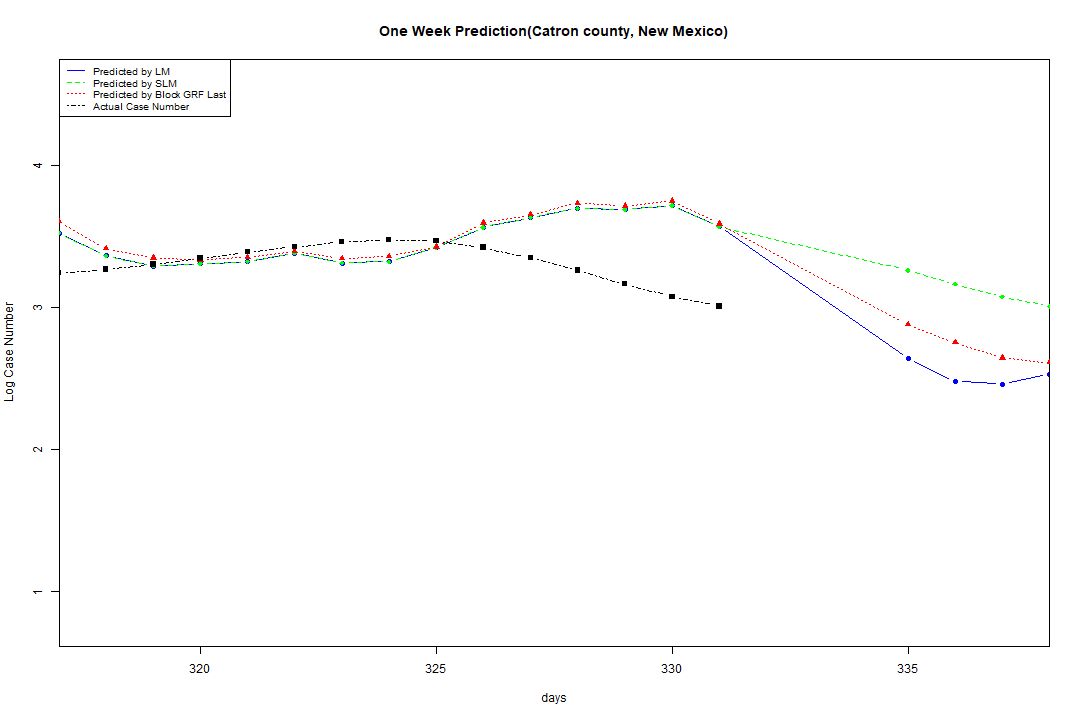 One Week Prediction(Catron county, New Mexico)
Predicted by LM
Predicted by SLM
Predicted by Block GRF Last
Actual Case Number
4
3
2
1
Log Case Number
320 325 330 335
days